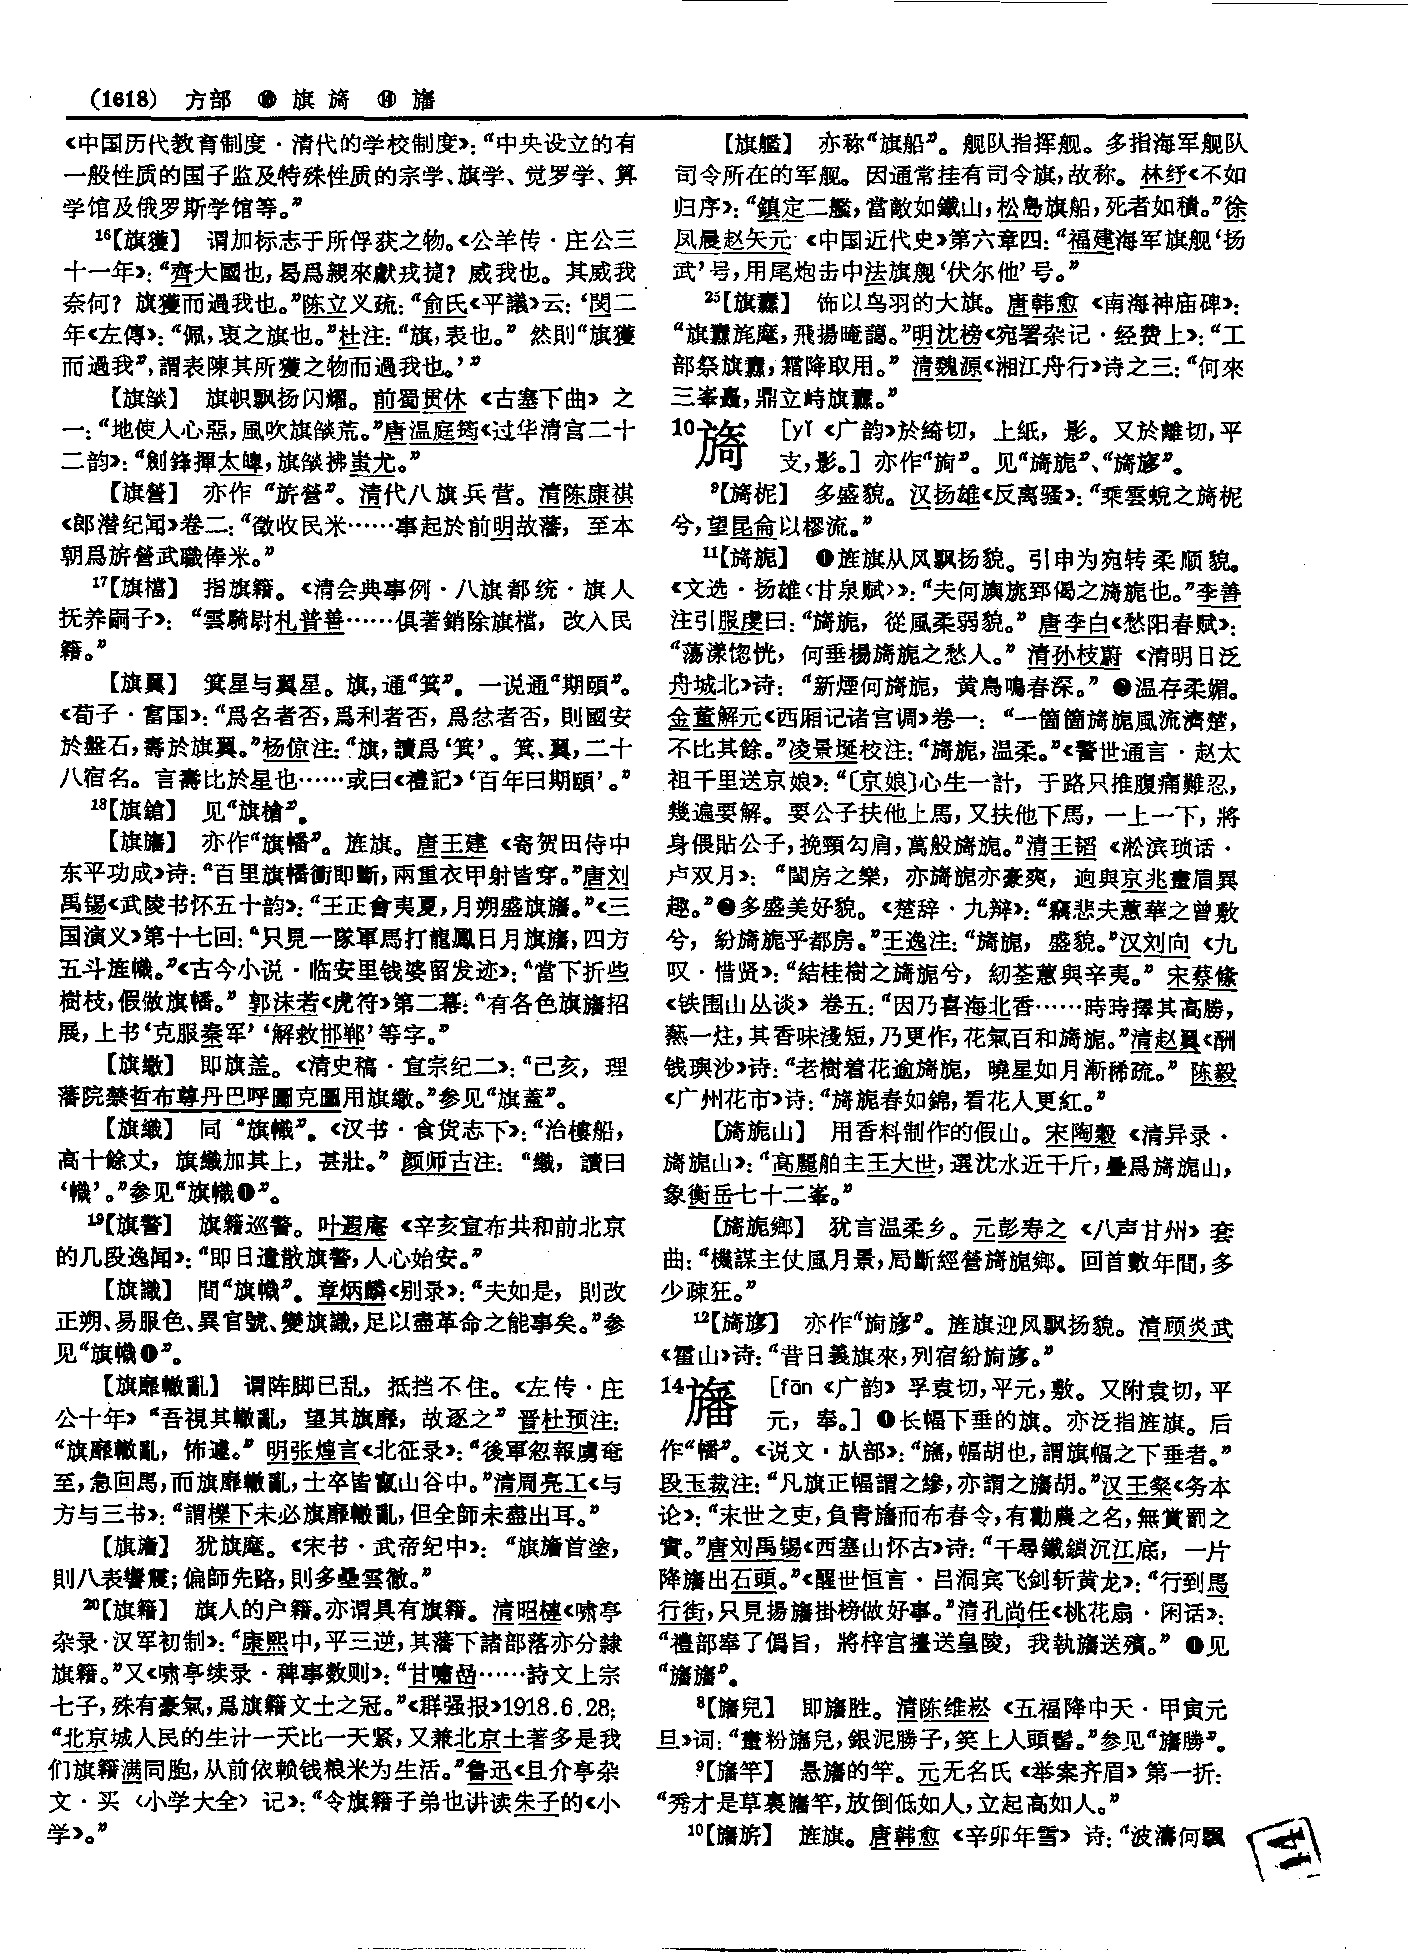 (1618) 方部 ❿ 旗 旖 ⓮ 旛
《中国历代教育制度·清代的学校制度》：“中央设立的有
一般性质的国子监及特殊性质的宗学、旗学、觉罗学、算
学馆及俄罗斯学馆等。”
16【旗獲】 谓加标志于所俘获之物。《公羊传·庄公三
十一年》：“齊大國也，曷爲親來獻戎捷？威我也。其威我
奈何？旗獲而過我也。”陈立义疏：“俞氏《平議》云：‘閔二
年《左傳》：“佩，衷之旗也。”杜注：“旗，表也。” 然則“旗獲
而過我”，謂表陳其所獲之物而過我也。’”
【旗燄】 旗帜飘扬闪耀。前蜀贯休《古塞下曲》之
一：“地使人心惡，風吹旗燄荒。”唐温庭筠《过华清宫二十
二韵》：“劍鋒揮太皞，旗燄拂蚩尤。”
【旗營】 亦作“旂營”。清代八旗兵营。清陈康祺
《郎潜纪闻》卷二：“徵收民米……事起於前明故藩，至本
朝爲旂營武職俸米。”
17【旗檔】 指旗籍。《清会典事例·八旗都统·旗人
抚养嗣子》：“雲騎尉札普善……俱著銷除旗檔，改入民
籍。”
【旗翼】 箕星与翼星。旗，通“箕”。一说通“期頤”。
《荀子·富国》：“爲名者否，爲利者否，爲忿者否，則國安
於盤石，壽於旗翼。”杨倞注：“旗，讀爲‘箕’。箕、翼，二十
八宿名。言壽比於星也……或曰《禮記》‘百年曰期頤’。”
18【旗鎗】 见“旗槍”。
【旗旛】 亦作“旗幡”。旌旗。唐王建《寄贺田侍中
东平功成》诗：“百里旗幡衝即斷，兩重衣甲射皆穿。”唐刘
禹锡《武陵书怀五十韵》：“王正會夷夏，月朔盛旗旛。”《三
国演义》第十七回：“只見一隊軍馬打龍鳳日月旗旛，四方
五斗旌幟。”《古今小说·临安里钱婆留发迹》：“當下折些
樹枝，假做旗幡。” 郭沫若《虎符》第二幕：“有各色旗旛招
展，上书‘克服秦军’‘解救邯郸’等字。”
【旗繖】 即旗盖。《清史稿·宣宗纪二》：“己亥，理
藩院禁哲布尊丹巴呼圖克圖用旗繖。”参见“旗蓋”。
【旗織】 同“旗幟”。《汉书·食货志下》：“治樓船，
高十餘丈，旗織加其上，甚壯。”颜师古注：“織，讀曰
‘幟’。”参见“旗幟❶”。
19【旗警】 旗籍巡警。叶遐庵《辛亥宣布共和前北京
的几段逸闻》：“即日遣散旗警，人心始安。”
【旗識】 間“旗幟”。章炳麟《别录》：“夫如是，則改
正朔、易服色、異官號、變旗識，足以盡革命之能事矣。”参
见“旗幟❶”。
【旗靡轍亂】 谓阵脚已乱，抵挡不住。《左传·庄
公十年》“吾視其轍亂，望其旗靡，故逐之” 晋杜预注：
“旗靡轍亂，怖遽。” 明张煌言《北征录》：“後軍忽報虜奄
至，急回馬，而旗靡轍亂，士卒皆竄山谷中。”清周亮工《与
方与三书》：“謂櫟下未必旗靡轍亂，但全師未盡出耳。”
【旗旝】 犹旗麾。《宋书·武帝纪中》：“旗旝首塗，
則八表響震；偏師先路，則多壘雲徹。”
20【旗籍】 旗人的户籍。亦谓具有旗籍。清昭槤《啸亭
杂录·汉军初制》：“康熙中，平三逆，其藩下諸部落亦分隸
旗籍。”又《啸亭续录·稗事数则》：“甘嘯嵒……詩文上宗
七子，殊有豪氣，爲旗籍文士之冠。”《群强报》1918.6.28：
“北京城人民的生计一天比一天紧，又兼北京土著多是我
们旗籍满同胞，从前依赖钱粮米为生活。”鲁迅《且介亭杂
文·买〈小学大全〉记》：“令旗籍子弟也讲读朱子的《小
学》。”
【旗艦】 亦称“旗船”。舰队指挥舰。多指海军舰队
司令所在的军舰。因通常挂有司令旗，故称。林纾《不如
归序》：“鎮定二艦，當敵如鐵山，松島旗船，死者如積。”徐
凤晨赵矢元《中国近代史》第六章四：“福建海军旗舰‘扬
武’号，用尾炮击中法旗舰‘伏尔他’号。”
25【旗纛】 饰以鸟羽的大旗。唐韩愈《南海神庙碑》：
“旗纛旄麾，飛揚晻藹。”明沈榜《宛署杂记·经费上》：“工
部祭旗纛，霜降取用。” 清魏源《湘江舟行》诗之三：“何來
三峯矗，鼎立峙旗纛。”
10旖 [yǐ《广韵》於綺切，上紙，影。又於離切，平
支，影。] 亦作“旑”。见“旖旎”、“旖旎”。
9【旖柅】 多盛貌。汉扬雄《反离骚》：“乘雲蜺之旖柅
兮，望昆侖以樛流。”
11【旖旎】 ❶旌旗从风飘扬貌。引申为宛转柔顺貌。
《文选·扬雄〈甘泉赋〉》：“夫何旟旐郅偈之旖旎也。”李善
注引服虔曰：“旖旎，從風柔弱貌。” 唐李白《愁阳春赋》：
“荡漾惚恍，何垂楊旖旎之愁人。” 清孙枝蔚《清明日泛
舟城北》诗：“新煙何旖旎，黄鳥鳴春深。” ❷温存柔媚。
金董解元《西厢记诸宫调》卷一：“一箇箇旖旎風流濟楚，
不比其餘。”凌景埏校注：“旖旎，温柔。”《警世通言·赵太
祖千里送京娘》：“〔京娘〕心生一計，于路只推腹痛難忍，
幾遍要解。要公子扶他上馬，又扶他下馬，一上一下，將
身偎貼公子，挽頸勾肩，萬般旖旎。”清王韬《淞滨琐话·
卢双月》：“閨房之樂，亦旖旎亦豪爽，迥與京兆畫眉異
趣。”❸多盛美好貌。《楚辞·九辩》：“竊悲夫蕙華之曾敷
兮，紛旖旎乎都房。”王逸注：“旖旎，盛貌。”汉刘向《九
叹·惜贤》：“結桂樹之旖旎兮，紉荃蕙與辛夷。” 宋蔡絛
《铁围山丛谈》卷五：“因乃喜海北香……時時擇其高勝，
爇一炷，其香味淺短，乃更作，花氣百和旖旎。”清赵翼《酬
钱玙沙》诗：“老樹着花逾旖旎，曉星如月漸稀疏。” 陈毅
《广州花市》诗：“旖旎春如錦，看花人更紅。”
【旖旎山】 用香料制作的假山。宋陶穀《清异录·
旖旎山》：“高麗舶主王大世，選沈水近千斤，疊爲旖旎山，
象衡岳七十二峯。”
【旖旎鄉】 犹言温柔乡。元彭寿之《八声甘州》套
曲：“機謀主仗風月景，局斷經營旖旎鄉。回首數年間，多
少疎狂。”
12【旖㫊】 亦作“旑㫊”。旌旗迎风飘扬貌。清顾炎武
《霍山》诗：“昔日義旗來，列宿紛旑㫊。”
14旛 [fān《广韵》孚袁切，平元，敷。又附袁切，平
元，奉。] ❶长幅下垂的旗。亦泛指旌旗。后
作“幡”。《说文·㫃部》：“旛，幅胡也，謂旗幅之下垂者。”
段玉裁注：“凡旗正幅謂之縿，亦謂之旛胡。”汉王粲《务本
论》：“末世之吏，負青旛而布春令，有勸農之名，無賞罰之
實。”唐刘禹锡《西塞山怀古》诗：“千尋鐵鎖沉江底，一片
降旛出石頭。”《醒世恒言·吕洞宾飞剑斩黄龙》：“行到馬
行街，只見揚旛掛榜做好事。”清孔尚任《桃花扇·闲话》：
“禮部奉了僞旨，將梓宫擡送皇陵，我執旛送殯。” ❶见
“旛旛”。
8【旛兒】 即旛胜。清陈维崧《五福降中天·甲寅元
旦》词：“畫粉旛兒，銀泥勝子，笑上人頭髻。”参见“旛勝”。
9【旛竿】 悬旛的竿。元无名氏《举案齐眉》第一折：
“秀才是草裏旛竿，放倒低如人，立起高如人。”
10【旛旂】 旌旗。唐韩愈《辛卯年雪》诗：“波濤何飄